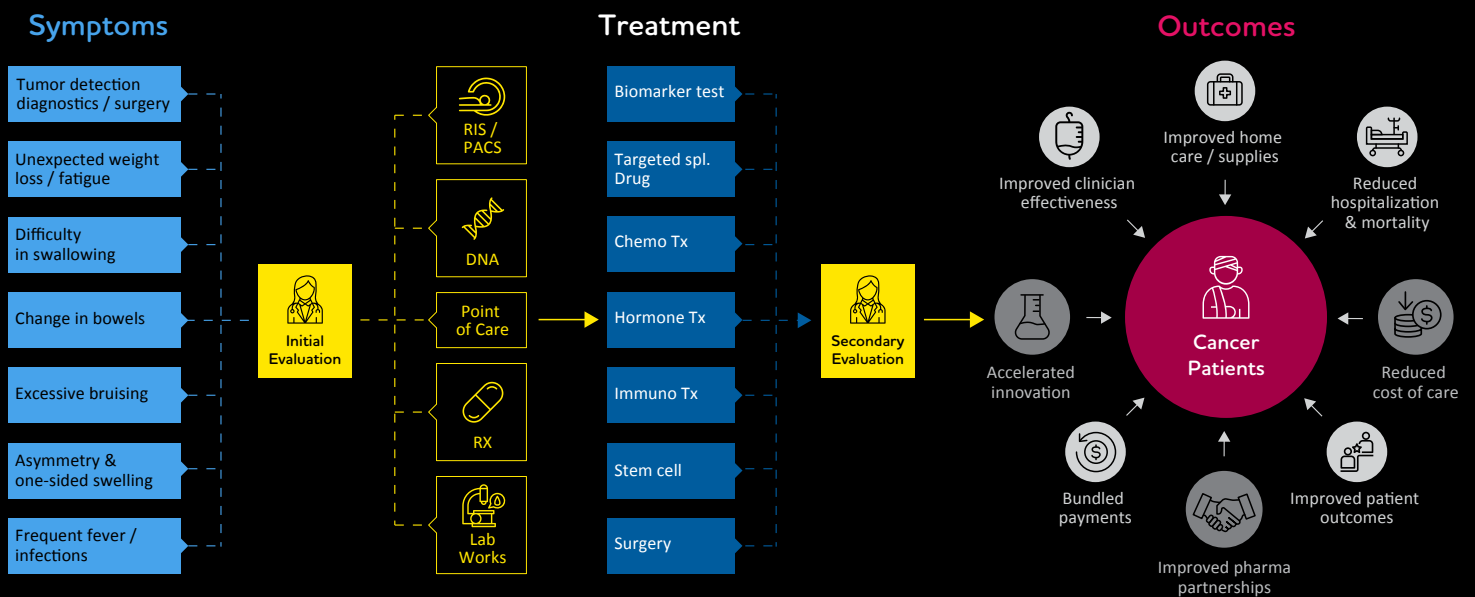 Symptoms
Tumor detection
diagnostics / surgery
Unexpected weight
loss / fatigue
Difficulty
in swallowing
Change in bowels
Excessive bruising
Asymmetry &
one-sided swelling
Frequent fever /
infections
Initial
Evaluation
RIS /
PACS
DNA
Point
of Care
RX
Lab
Works
Treatment
Biomarker test
Targeted spl.
Drug
Chemo Tx
Hormone Tx
Immuno Tx
Stem cell
Surgery
Secondary
Evaluation
Outcomes
Improved home
care / supplies
Improved clinician
effectiveness
Reduced
hospitalization
& mortality
Accelerated
innovation
Cancer
Patients
Reduced
cost of care
Bundled
payments
Improved patient
outcomes
Improved pharma
partnerships